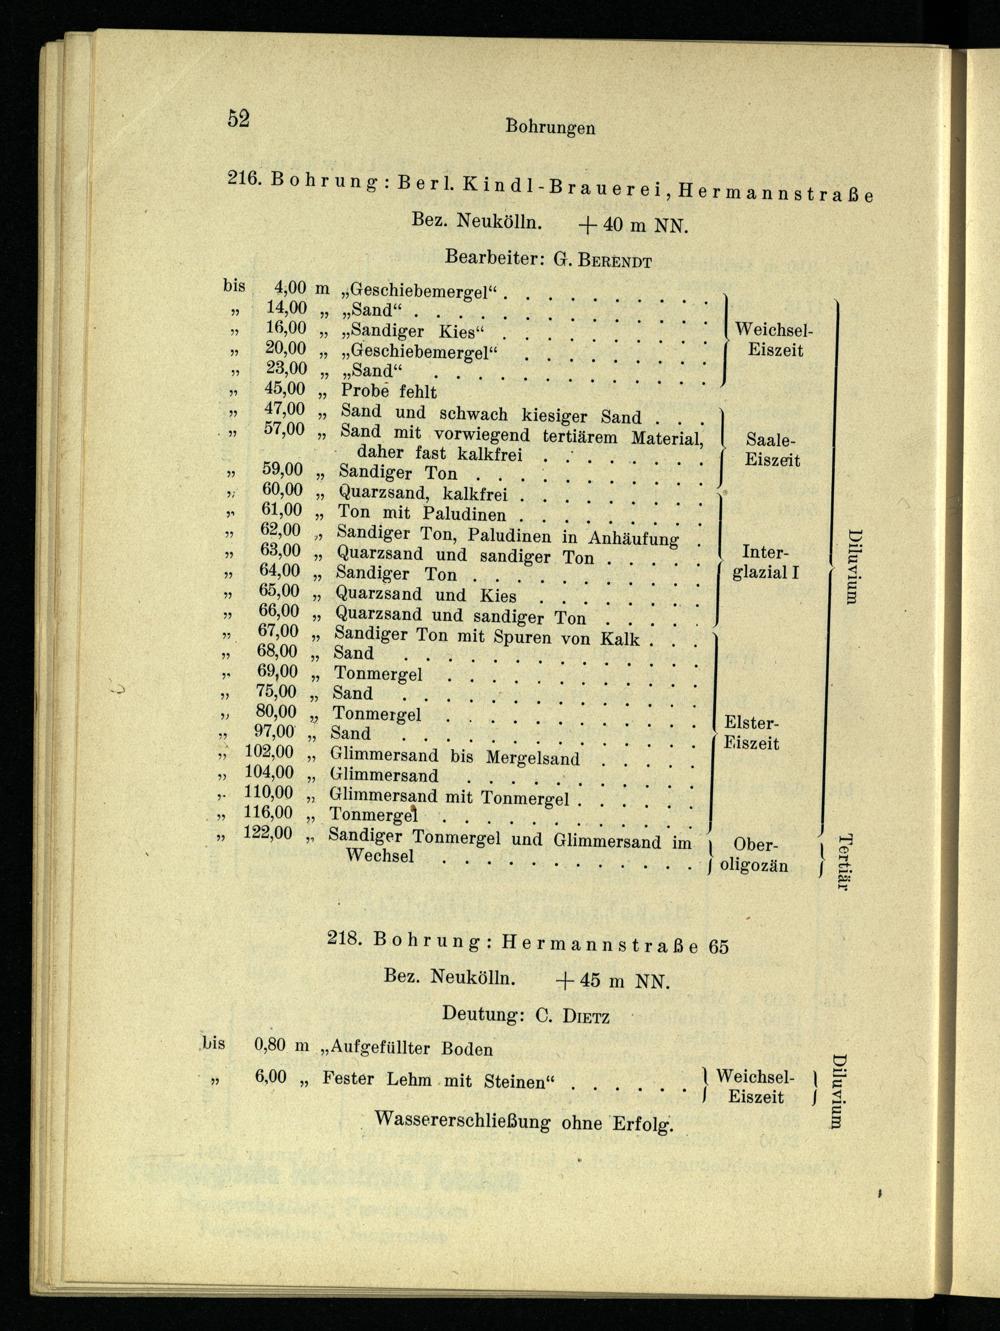 52
Bohrungen
216. Bohrung: Berl. Kindl-Brauerei, Hermannstraße
Bez. Neukölln. + 40 m NN.
Bearbeiter: G. BERENDT
bis 4,00 m „Geschiebemergel“ . . . . . . . . . .
„ 14,00 „ „Sand“ . . . . . . . . . . . . . .
„ 16,00 „ „Sandiger Kies“ . . . . . . . . . . Weichsel-
„ 20,00 „ „Geschiebemergel“ . . . . . . . . . Eiszeit
„ 23,00 „ „Sand“ . . . . . . . . . . . . .
„ 45,00 „ Probe fehlt
„ 47,00 „ Sand und schwach kiesiger Sand . . .
„ 57,00 „ Sand mit vorwiegend tertiärem Material, Saale-
daher fast kalkfrei . . . . . . . Eiszeit
„ 59,00 „ Sandiger Ton . . . . . . . . . . .
„ 60,00 „ Quarzsand, kalkfrei . . . . . . . . .
„ 61,00 „ Ton mit Paludinen . . . . . . . . .
„ 62,00 „ Sandiger Ton, Paludinen in Anhäufung .
„ 63,00 „ Quarzsand und sandiger Ton . . . . . Inter-
„ 64,00 „ Sandiger Ton . . . . . . . . . . . glazial I
„ 65,00 „ Quarzsand und Kies . . . . . . . .
„ 66,00 „ Quarzsand und sandiger Ton . . . . .
„ 67,00 „ Sandiger Ton mit Spuren von Kalk . . .
„ 68,00 „ Sand . . . . . . . . . . . . . .
„ 69,00 „ Tonmergel . . . . . . . . . . . .
„ 75,00 „ Sand . . . . . . . . . . . . . .
„ 80,00 „ Tonmergel . . . . . . . . . . . . Elster-
„ 97,00 „ Sand . . . . . . . . . . . . . . Eiszeit
„ 102,00 „ Glimmersand bis Mergelsand . . . . .
„ 104,00 „ Glimmersand . . . . . . . . . . .
„ 110,00 „ Glimmersand mit Tonmergel . . . . . .
„ 116,00 „ Tonmergel . . . . . . . . . . . .
„ 122,00 „ Sandiger Tonmergel und Glimmersand im Ober-
Wechsel . . . . . . . . . . . . oligozän
Diluvium
Tertiär
218. Bohrung: Hermannstraße 65
Bez. Neukölln. + 45 m NN.
Deutung: C. DIETZ
bis 0,80 m „Aufgefüllter Boden
„ 6,00 „ Fester Lehm mit Steinen“ . . . . . . Weichsel-
Eiszeit
Diluvium
Wassererschließung ohne Erfolg.